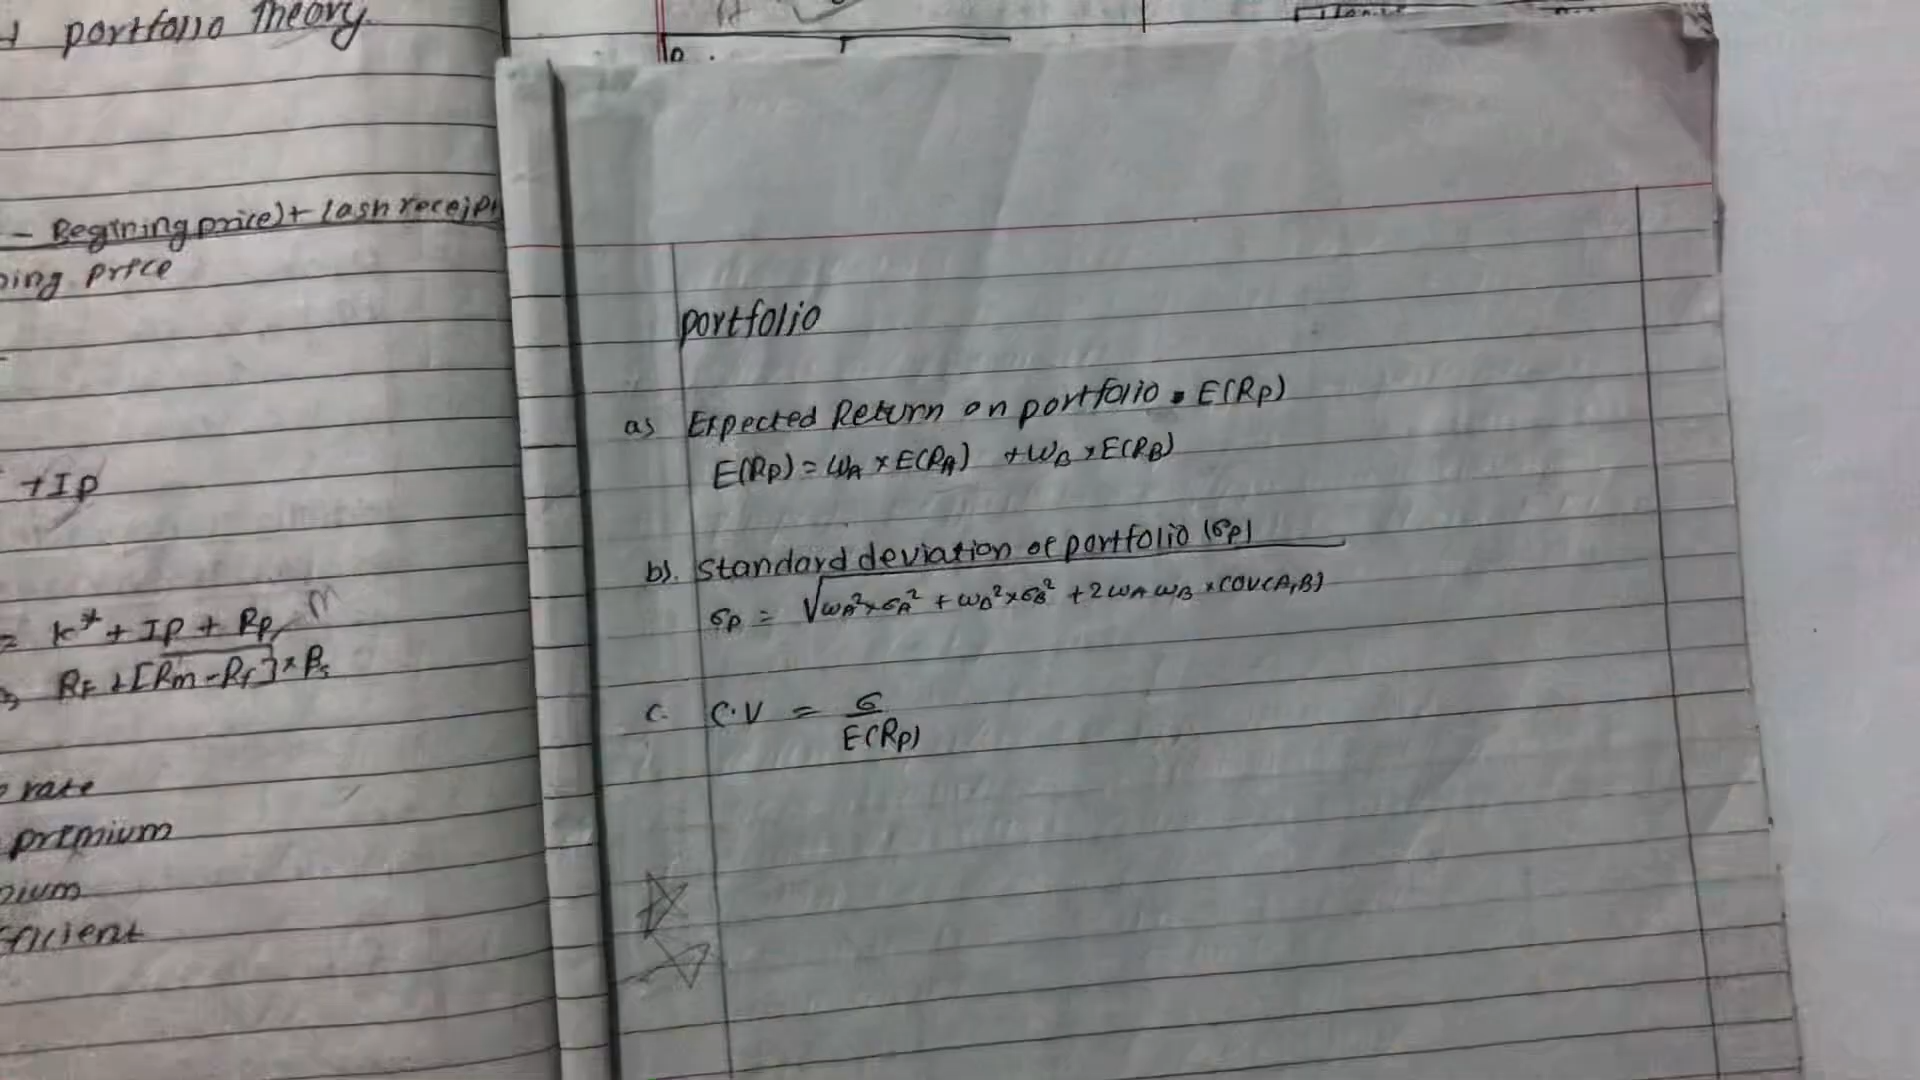 portfolio Theory
- Begining price) + cash receipt
ning price
+ Ip
= k* + Ip + Rp m
RF + [Rm - Rf] × βs
rate
premium
ficient
portfolio
a) Expected Return on portfolio . E(Rp)
E(Rp) = wA × E(RA) + wB × E(RB)
b). Standard deviation of portfolio (σp)
σp = √wA²×σA² + wB²×σB² + 2wA wB × COV(A,B)
c. C.V = σ
E(Rp)